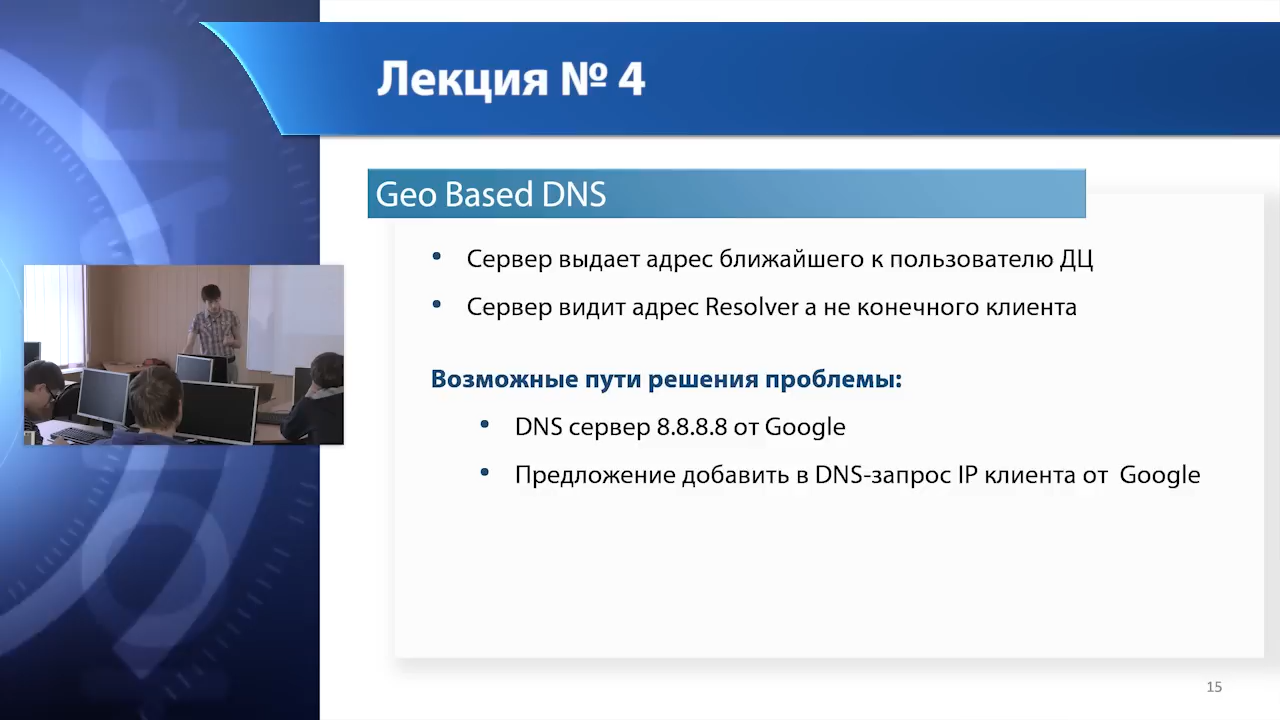 Лекция № 4
Geo Based DNS
• Сервер выдает адрес ближайшего к пользователю ДЦ
• Сервер видит адрес Resolver а не конечного клиента
Возможные пути решения проблемы:
• DNS сервер 8.8.8.8 от Google
• Предложение добавить в DNS-запрос IP клиента от Google
15